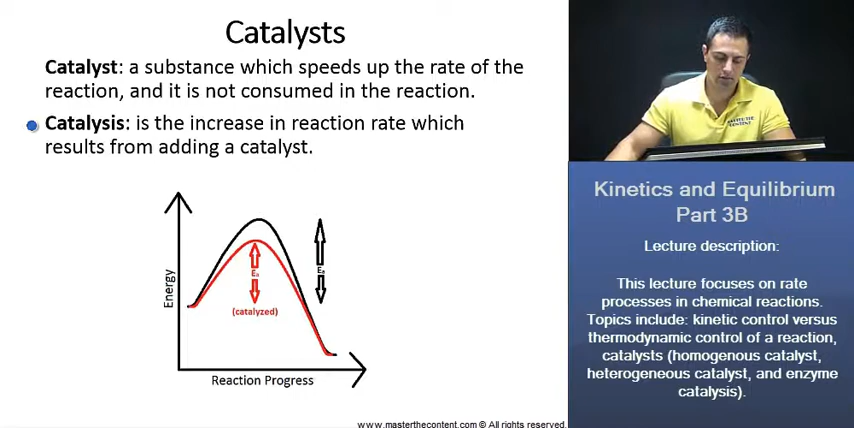 Catalysts
Catalyst: a substance which speeds up the rate of the
reaction, and it is not consumed in the reaction.
Catalysis: is the increase in reaction rate which
results from adding a catalyst.
Energy
Ea
(catalyzed)
Ea
Reaction Progress
www.masterthecontent.com © All rights reserved.
MASTER THE
CONTENT
Kinetics and Equilibrium
Part 3B
Lecture description:
This lecture focuses on rate
processes in chemical reactions.
Topics include: kinetic control versus
thermodynamic control of a reaction,
catalysts (homogenous catalyst,
heterogeneous catalyst, and enzyme
catalysis).